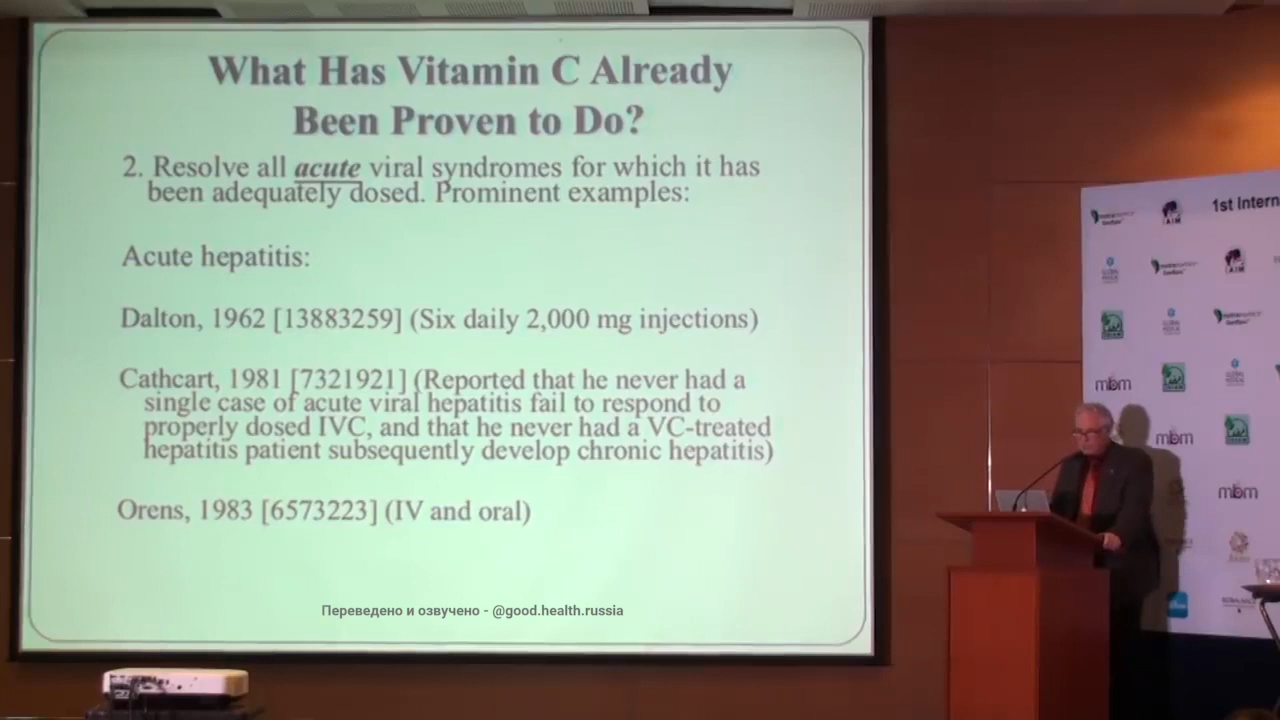 What Has Vitamin C Already
Been Proven to Do?
2. Resolve all acute viral syndromes for which it has
been adequately dosed. Prominent examples:
Acute hepatitis:
Dalton, 1962 [13883259] (Six daily 2,000 mg injections)
Cathcart, 1981 [7321921] (Reported that he never had a
single case of acute viral hepatitis fail to respond to
properly dosed IVC, and that he never had a VC-treated
hepatitis patient subsequently develop chronic hepatitis)
Orens, 1983 [6573223] (IV and oral)
Переведено и озвучено - @good.health.russia
1st Intern
AIM
AIM
mbm
mbm
mbm